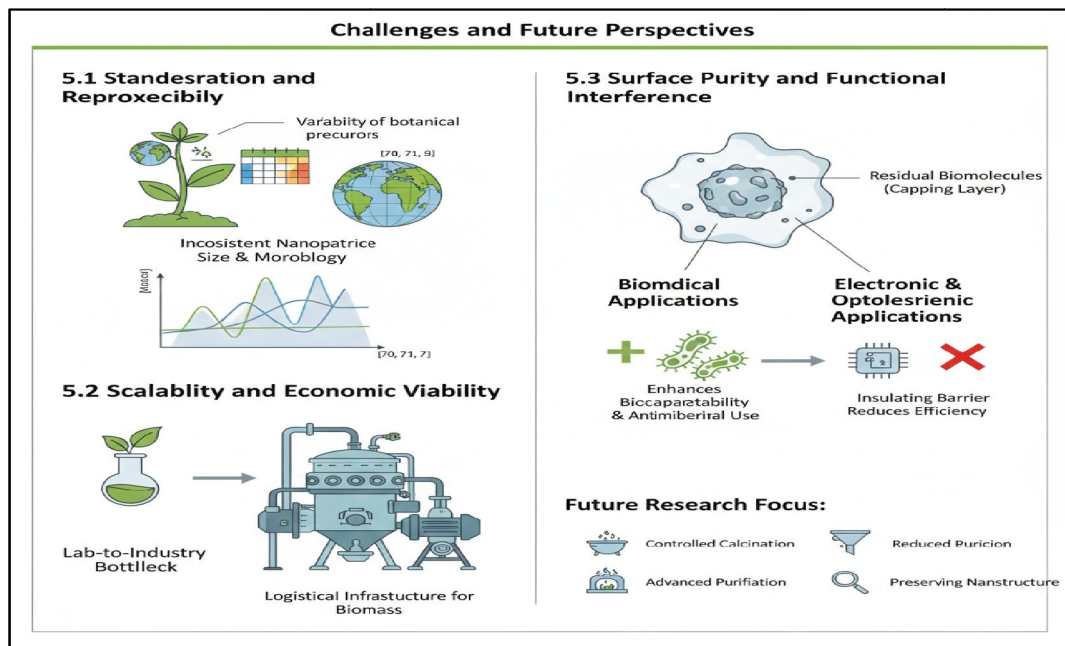 Challenges and Future Perspectives
5.1 Standesration and
Reproxecibily
Variabiity of botanical
precurors
[70, 71, 9]
Incosistent Nanopatrice
Size & Moroblogy
[70, 71, 7]
5.2 Scalablity and Economic Viability
Lab-to-Industry
Bottlleck
Logistical Infrastucture for
Biomass
5.3 Surface Purity and Functional
Interference
Residual Biomolecules
(Capping Layer)
Biomdical
Applications
Electronic &
Optolesrienic
Applications
Enhances
Biccaparstability
& Antimiberiral Use
Insulating Barrier
Reduces Efficiency
Future Research Focus:
Controlled Calcination
Reduced Puricion
Advanced Purifiation
Preserving Nanstructure